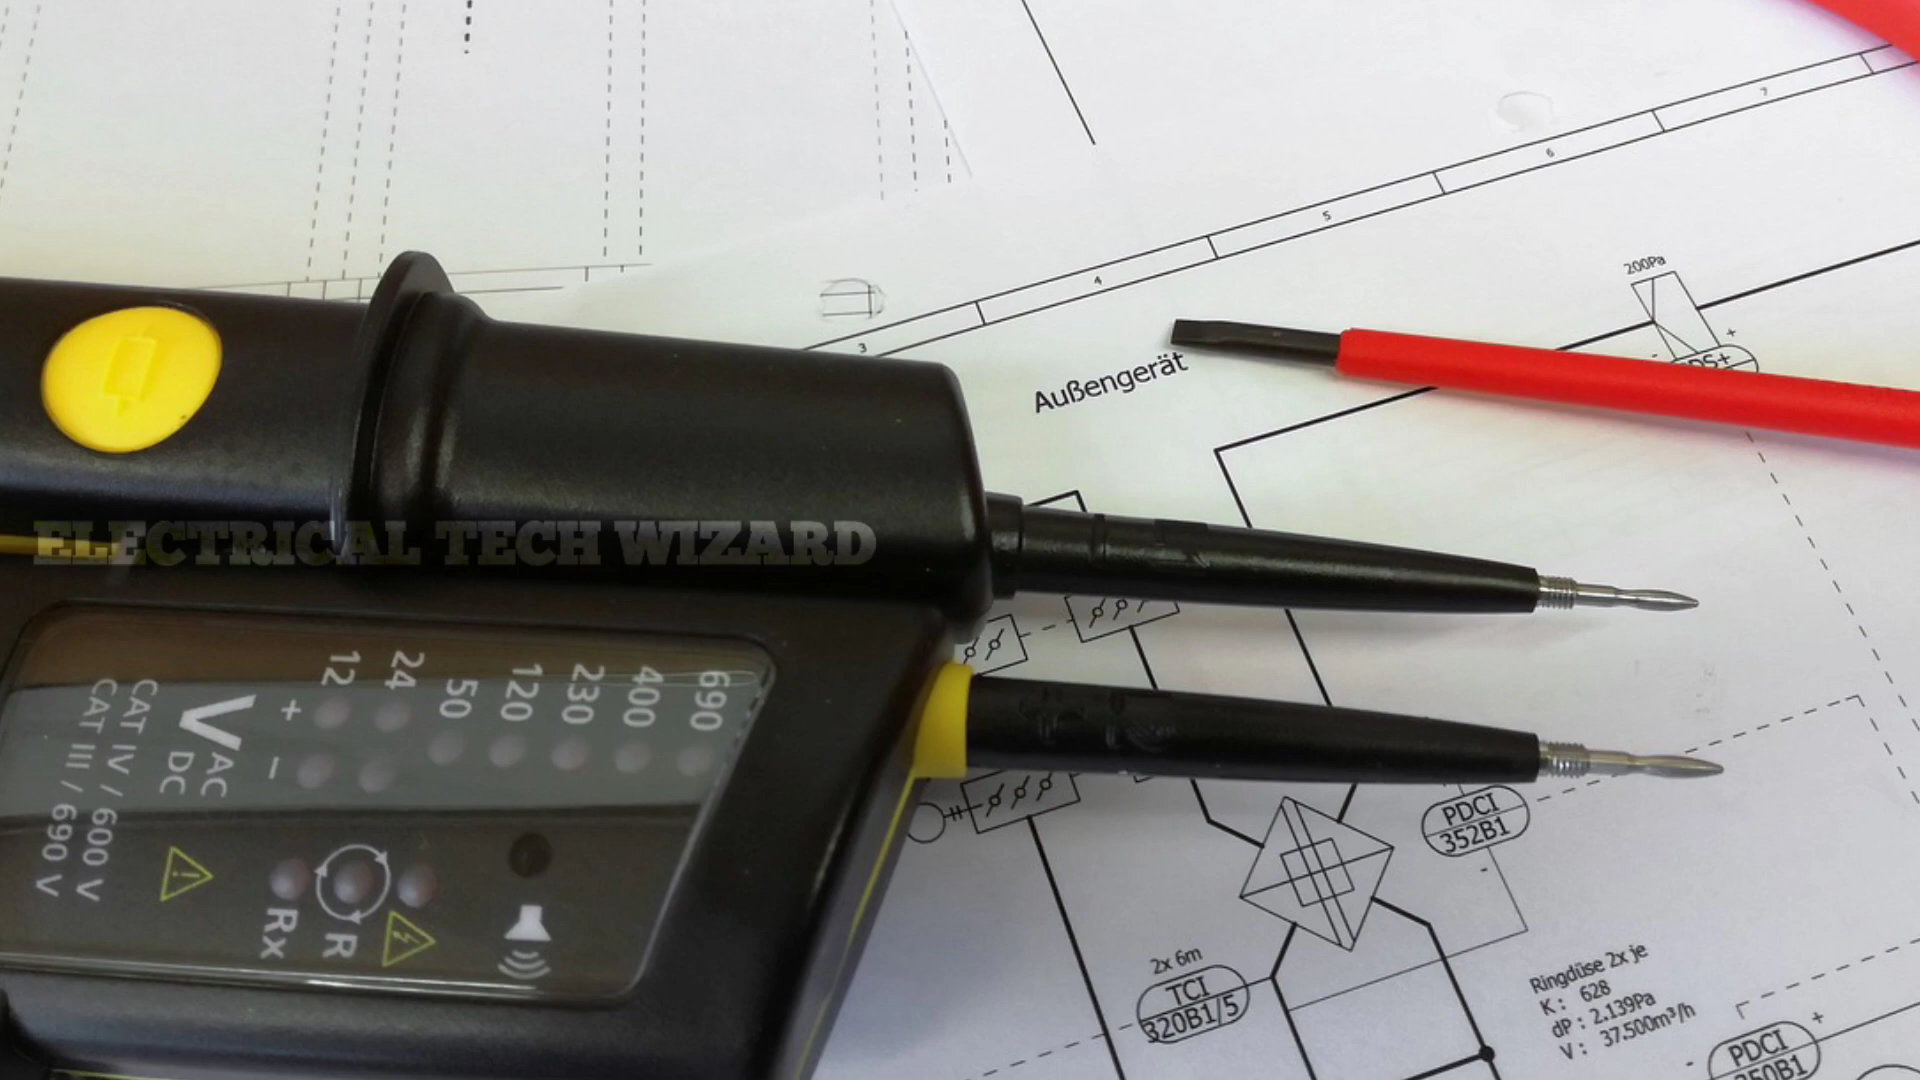 7
6
5
4
3
200Pa
+
-
Außengerät
ELECTRICAL TECH WIZARD
12
24
50
120
230
400
690
+
-
V AC
DC
CAT IV / 600 V
CAT III / 690 V
Rx
R
PDCI
352B1
-
2x 6m
TCI
320B1/5
Ringdüse 2x je
K : 628
dP : 2.139Pa
V : 37.500m³/h
PDCI
+
-